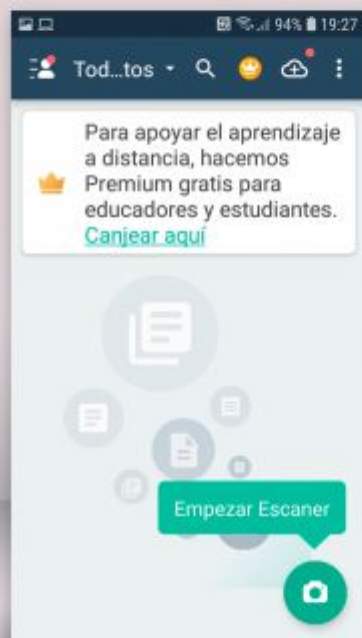 94% 19:27
Tod...tos
Para apoyar el aprendizaje
a distancia, hacemos
Premium gratis para
educadores y estudiantes.
Canjear aquí
Empezar Escaner